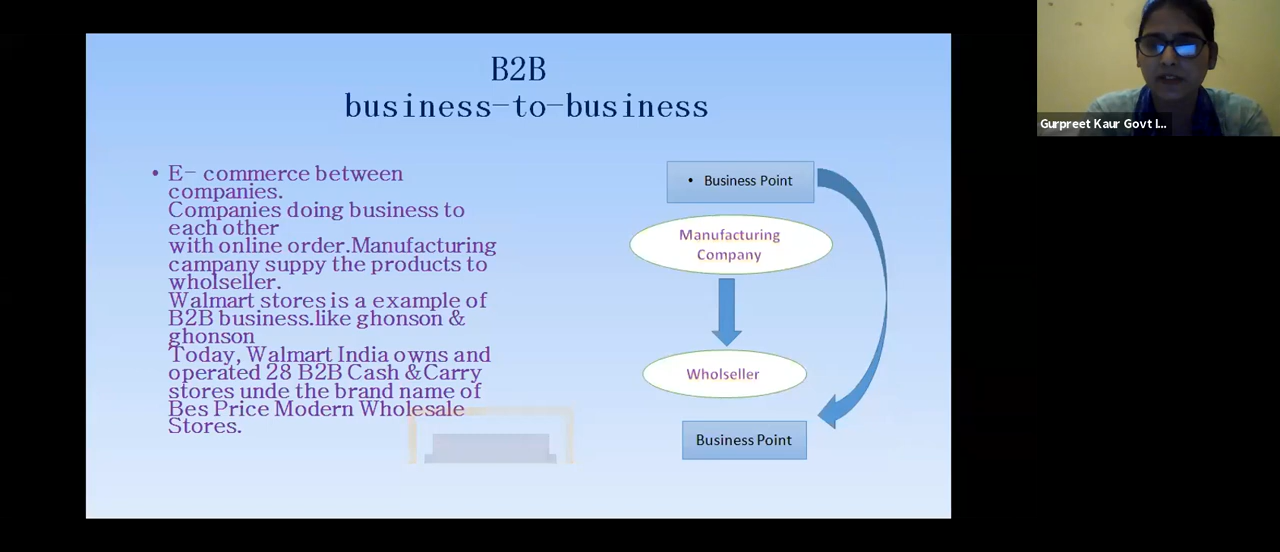 B2B
business-to-business
• E- commerce between
companies.
Companies doing business to
each other
with online order.Manufacturing
campany suppy the products to
wholseller.
Walmart stores is a example of
B2B business.like ghonson &
ghonson
Today, Walmart India owns and
operated 28 B2B Cash &Carry
stores unde the brand name of
Bes Price Modern Wholesale
Stores.
• Business Point
Manufacturing
Company
Wholseller
Business Point
Gurpreet Kaur Govt I...